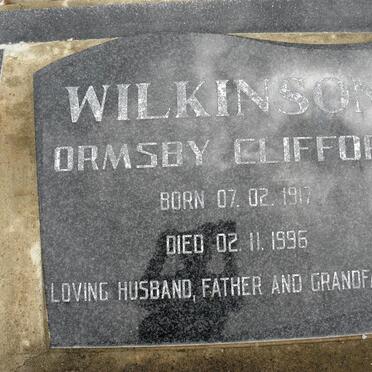 WILKINSON
ORMSBY CLIFFOR
BORN 07. 02. 1917
DIED 02. 11. 1996
LOVING HUSBAND, FATHER AND GRANDFA